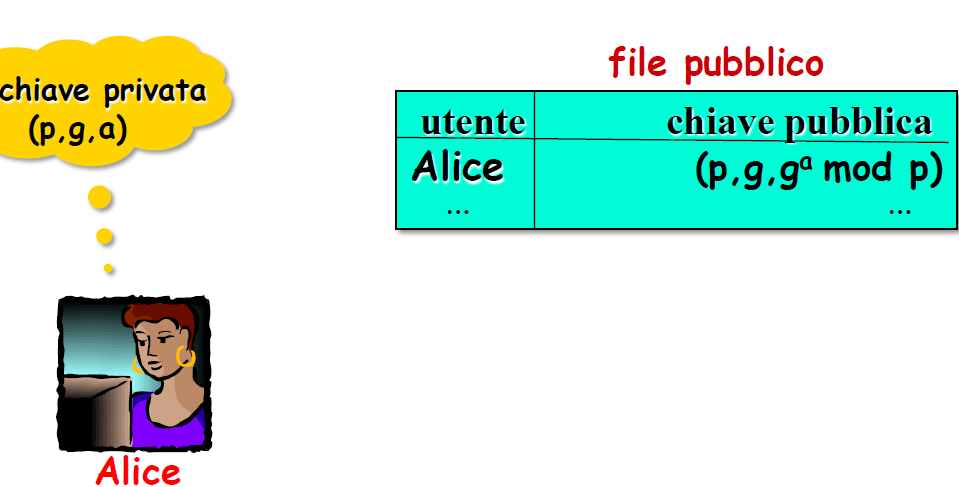 chiave privata
(p,g,a)
file pubblico
utente chiave pubblica
Alice (p,g,gᵃ mod p)
... ...
Alice